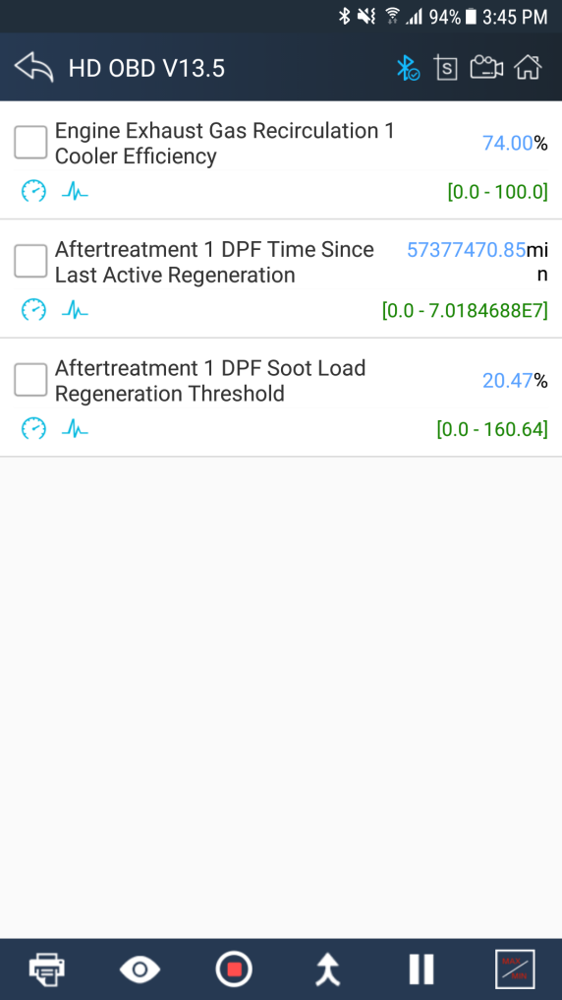 94% 3:45 PM
HD OBD V13.5
S
Engine Exhaust Gas Recirculation 1
Cooler Efficiency
74.00%
[0.0 - 100.0]
Aftertreatment 1 DPF Time Since
Last Active Regeneration
57377470.85mi
n
[0.0 - 7.0184688E7]
Aftertreatment 1 DPF Soot Load
Regeneration Threshold
20.47%
[0.0 - 160.64]
MAX
MIN